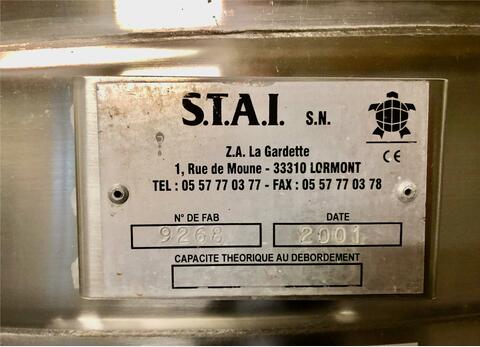 S.T.A.I. S.N.
Z.A. La Gardette
1, Rue de Moune - 33310 LORMONT
TEL : 05 57 77 03 77 - FAX : 05 57 77 03 78
CE
N° DE FAB DATE
9268 2001
CAPACITE THEORIQUE AU DEBORDEMENT